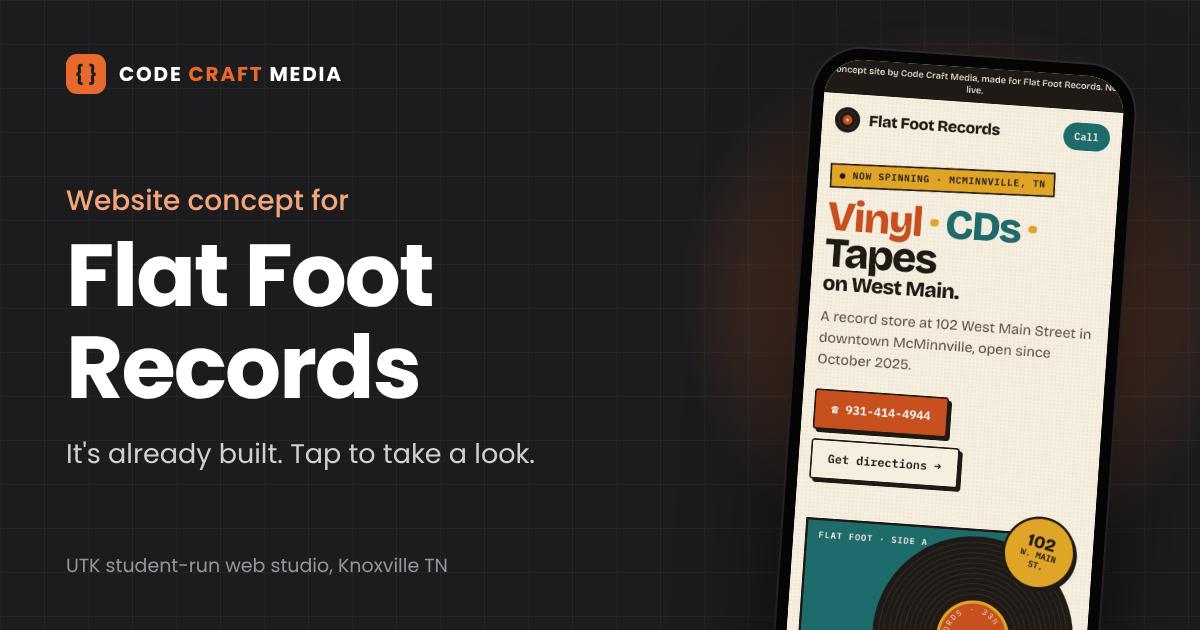 { } CODE CRAFT MEDIA
Website concept for
Flat Foot
Records
It's already built. Tap to take a look.
UTK student-run web studio, Knoxville TN
concept site by Code Craft Media, made for Flat Foot Records.
live.
Flat Foot Records
Call
● NOW SPINNING · MCMINNVILLE, TN
Vinyl · CDs ·
Tapes
on West Main.
A record store at 102 West Main Street in
downtown McMinnville, open since
October 2025.
☎ 931-414-4944
Get directions →
FLAT FOOT · SIDE A
102
W. MAIN
ST.